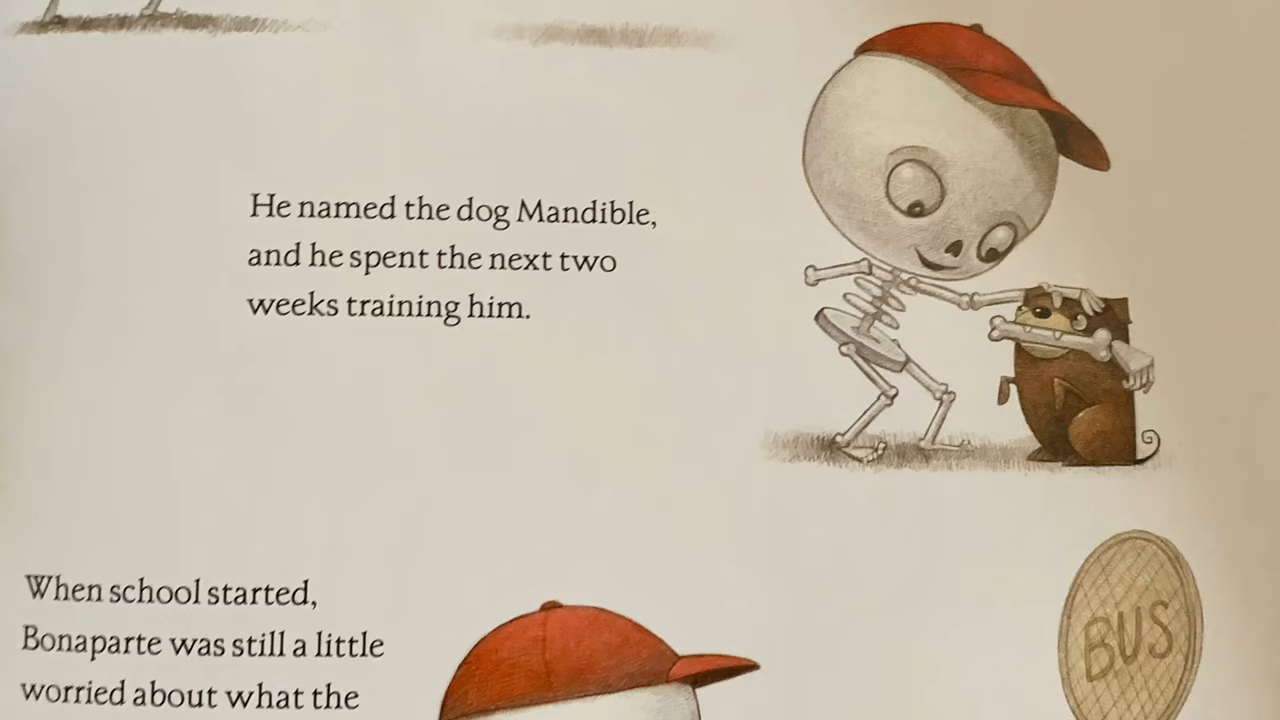 He named the dog Mandible,
and he spent the next two
weeks training him.
When school started,
Bonaparte was still a little
worried about what the
BUS